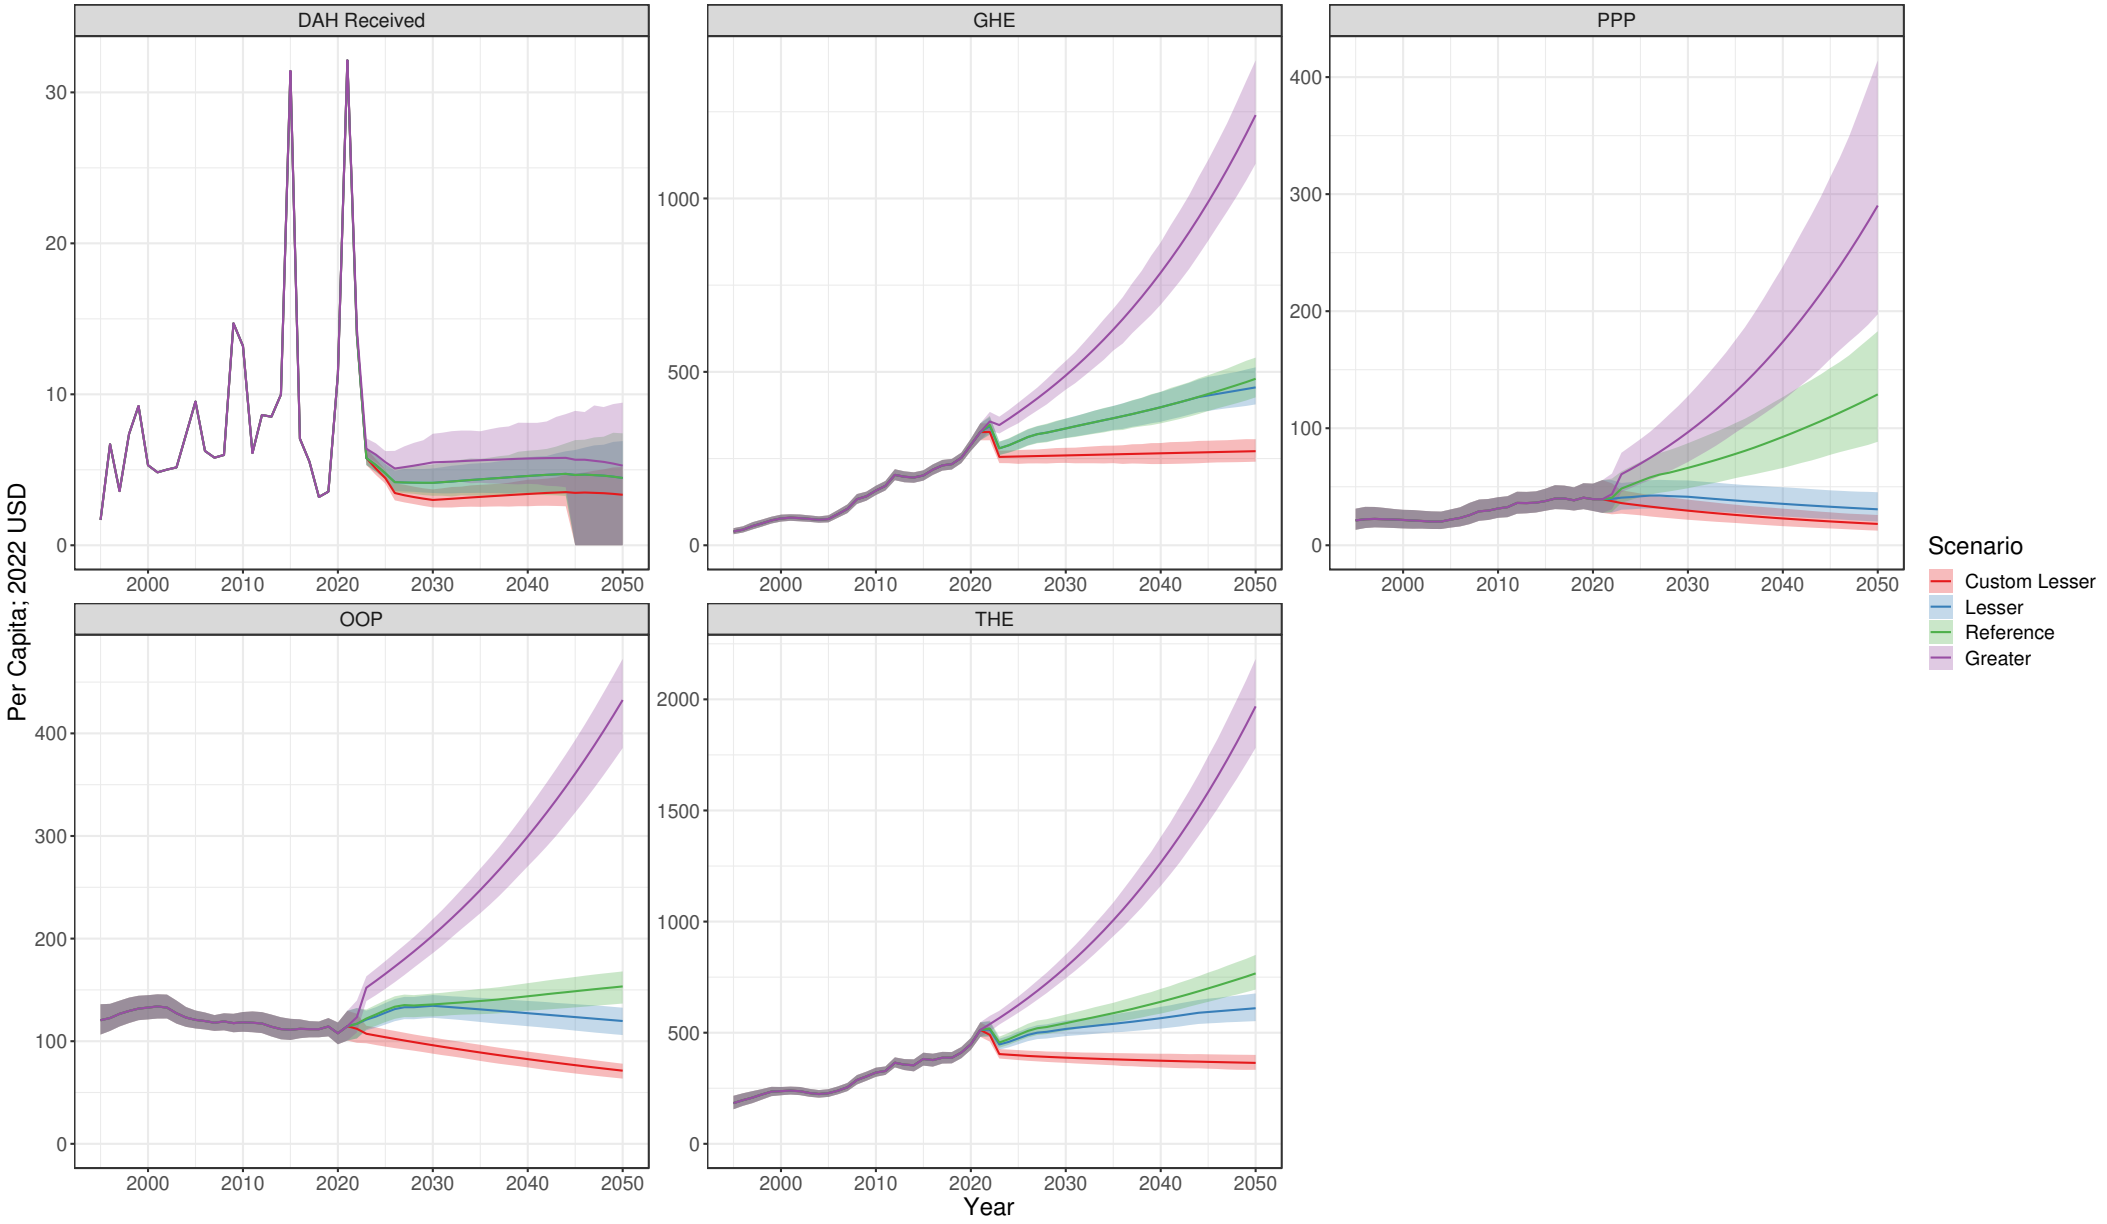 DAH Received
GHE
PPP
30
20
10
0
1000
500
0
400
300
200
100
0
2000 2010 2020 2030 2040 2050
2000 2010 2020 2030 2040 2050
2000 2010 2020 2030 2040 2050
Per Capita; 2022 USD
OOP
THE
400
300
200
100
0
2000
1500
1000
500
0
2000 2010 2020 2030 2040 2050
2000 2010 2020 2030 2040 2050
Year
Scenario
Custom Lesser
Lesser
Reference
Greater